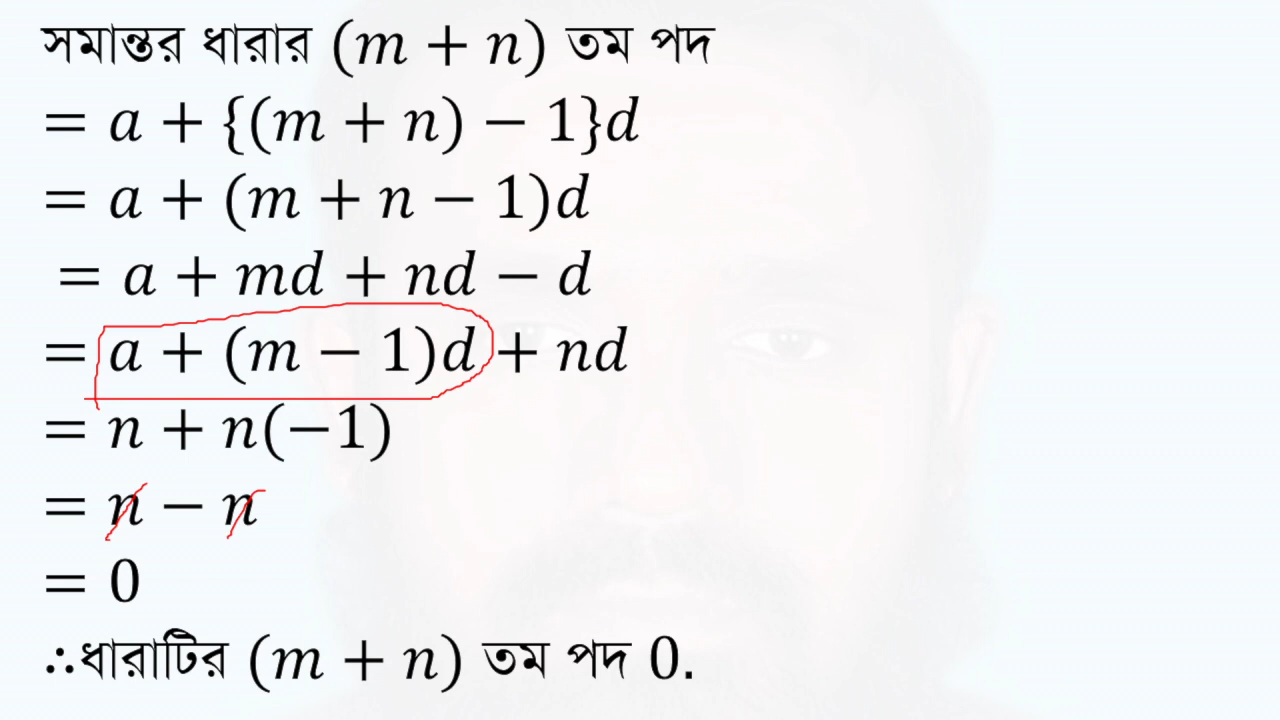 সমান্তর ধারার (m + n) তম পদ
= a + {(m + n) − 1}d
= a + (m + n − 1)d
= a + md + nd − d
= a + (m − 1)d + nd
= n + n(−1)
= n − n
= 0
∴ধারাটির (m + n) তম পদ 0.